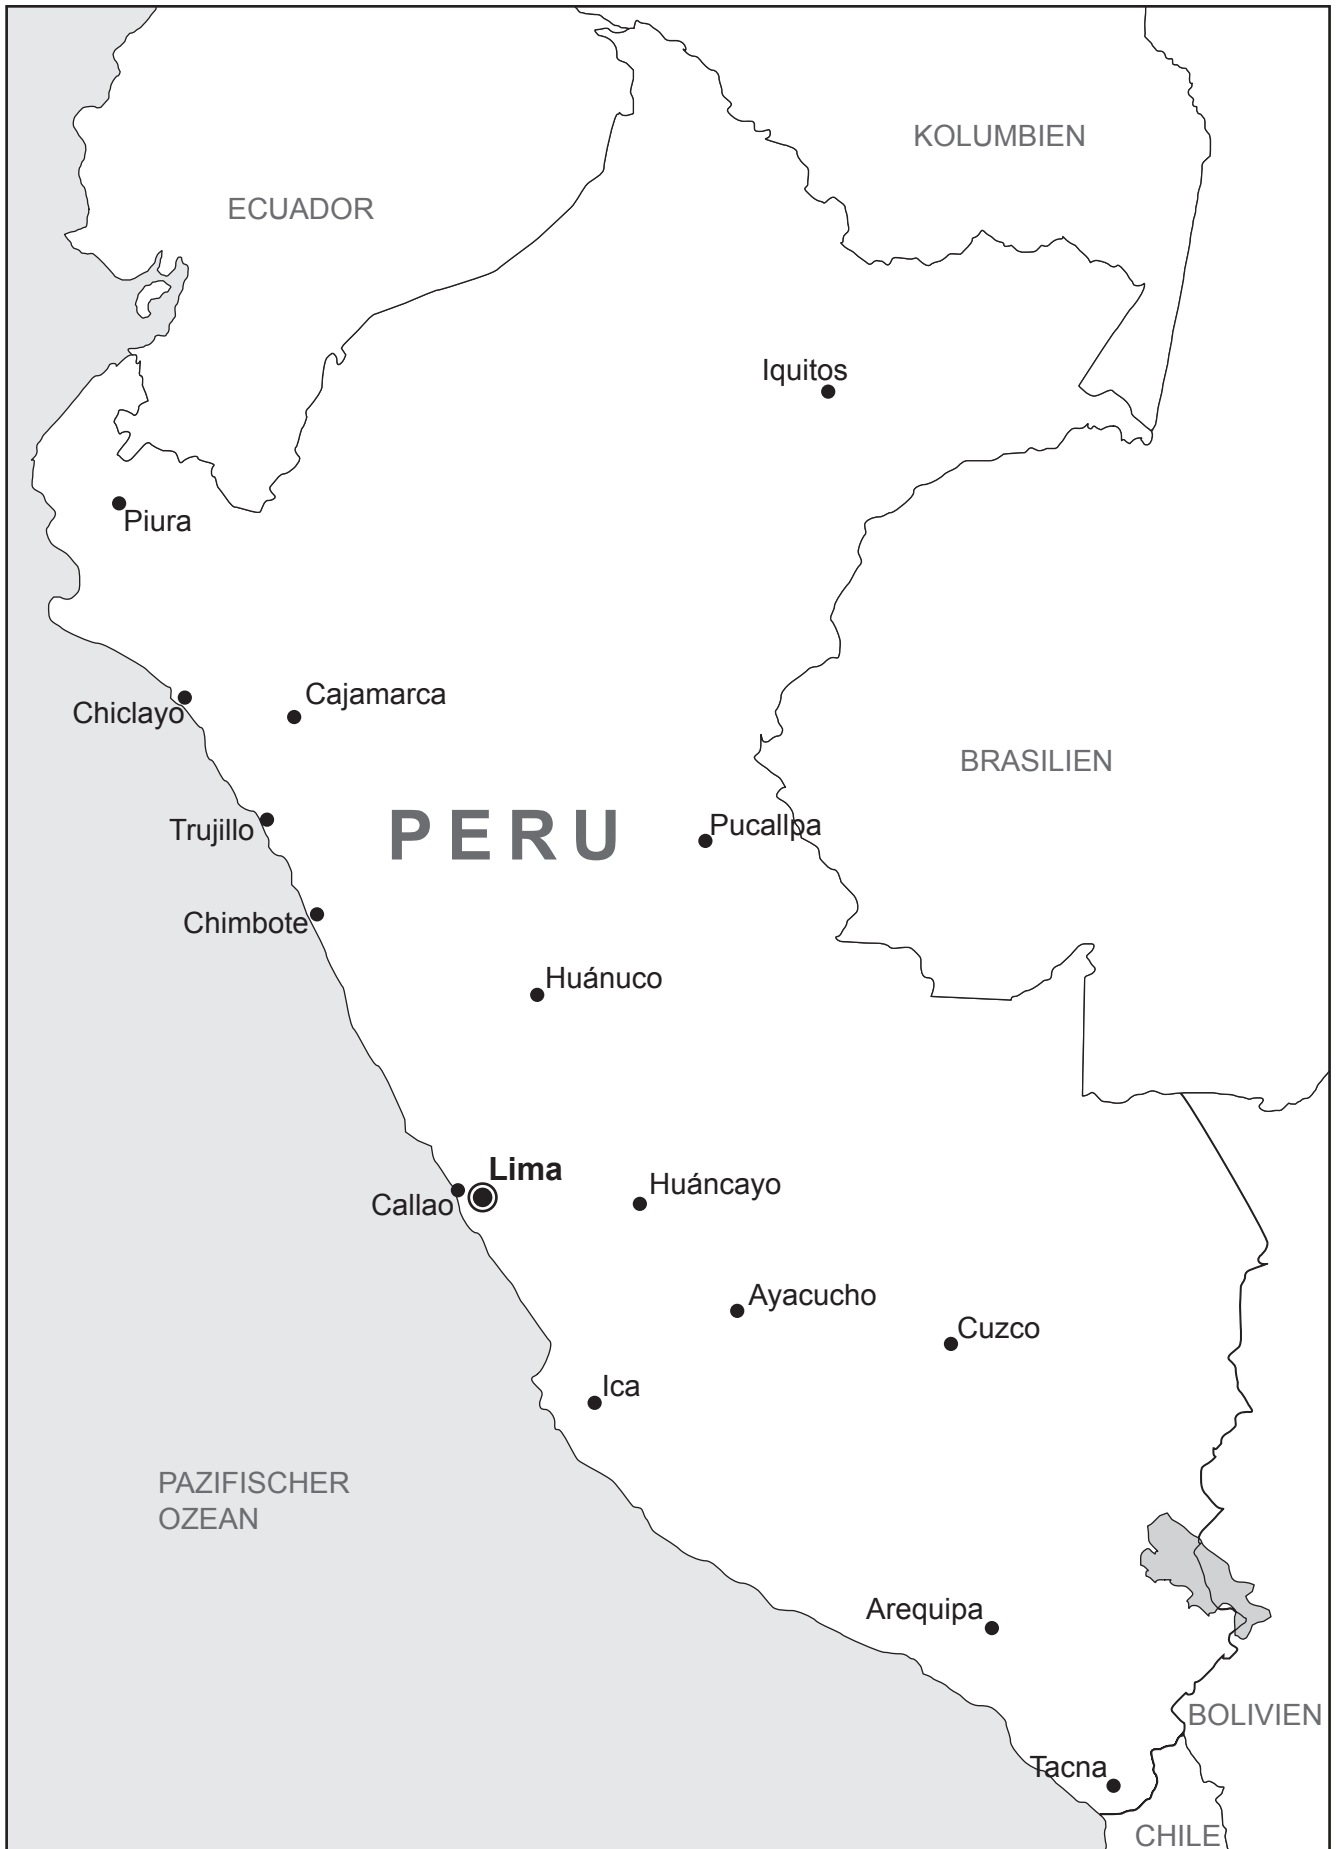 KOLUMBIEN
ECUADOR
Iquitos
Piura
Cajamarca
Chiclayo
BRASILIEN
PERU
Pucallpa
Trujillo
Chimbote
Huánuco
Lima
Huáncayo
Callao
Ayacucho
Cuzco
Ica
PAZIFISCHER
OZEAN
Arequipa
BOLIVIEN
Tacna
CHILE